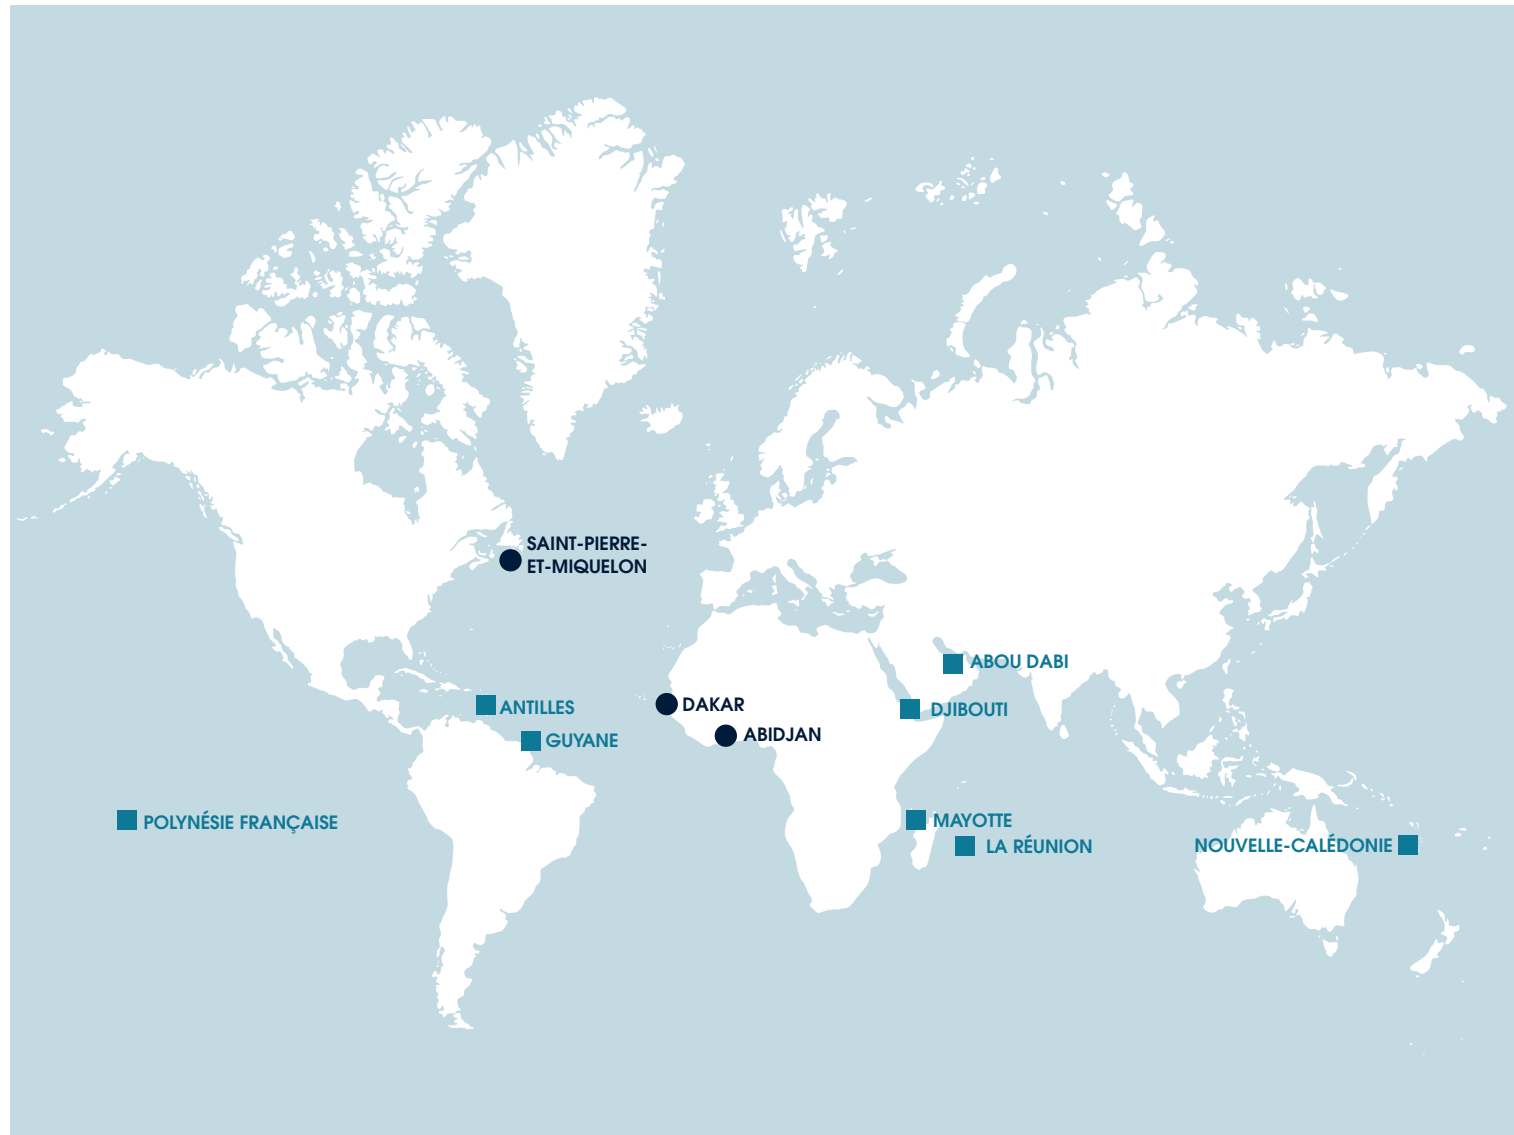 SAINT-PIERRE-
ET-MIQUELON
ABOU DABI
ANTILLES
DAKAR
DJIBOUTI
GUYANE
ABIDJAN
POLYNÉSIE FRANÇAISE
MAYOTTE
LA RÉUNION
NOUVELLE-CALÉDONIE